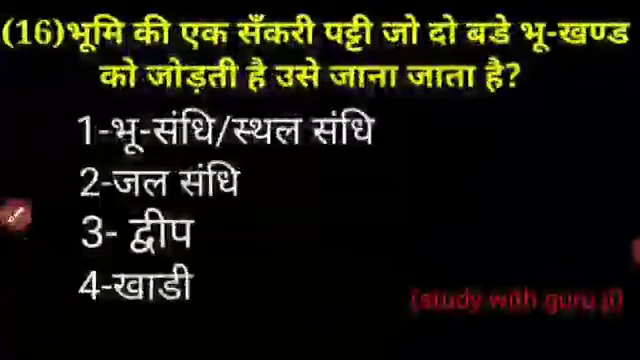 (16)भूमि की एक सँकरी पट्टी जो दो बडे भू-खण्ड
को जोड़ती है उसे जाना जाता है?
1-भू-संधि/स्थल संधि
2-जल संधि
3- द्वीप
4-खाडी
(study with guru ji)